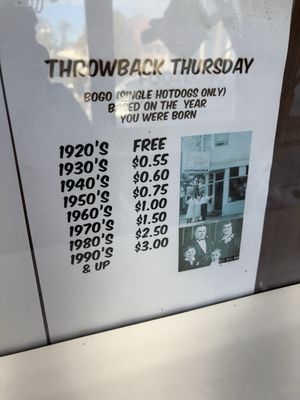 THROWBACK THURSDAY
BOGO (SINGLE HOTDOGS ONLY)
BASED ON THE YEAR
YOU WERE BORN
1920'S FREE
1930'S $0.55
1940'S $0.60
1950'S $0.75
1960'S $1.00
1970'S $1.50
1980'S $2.50
1990'S $3.00
& UP